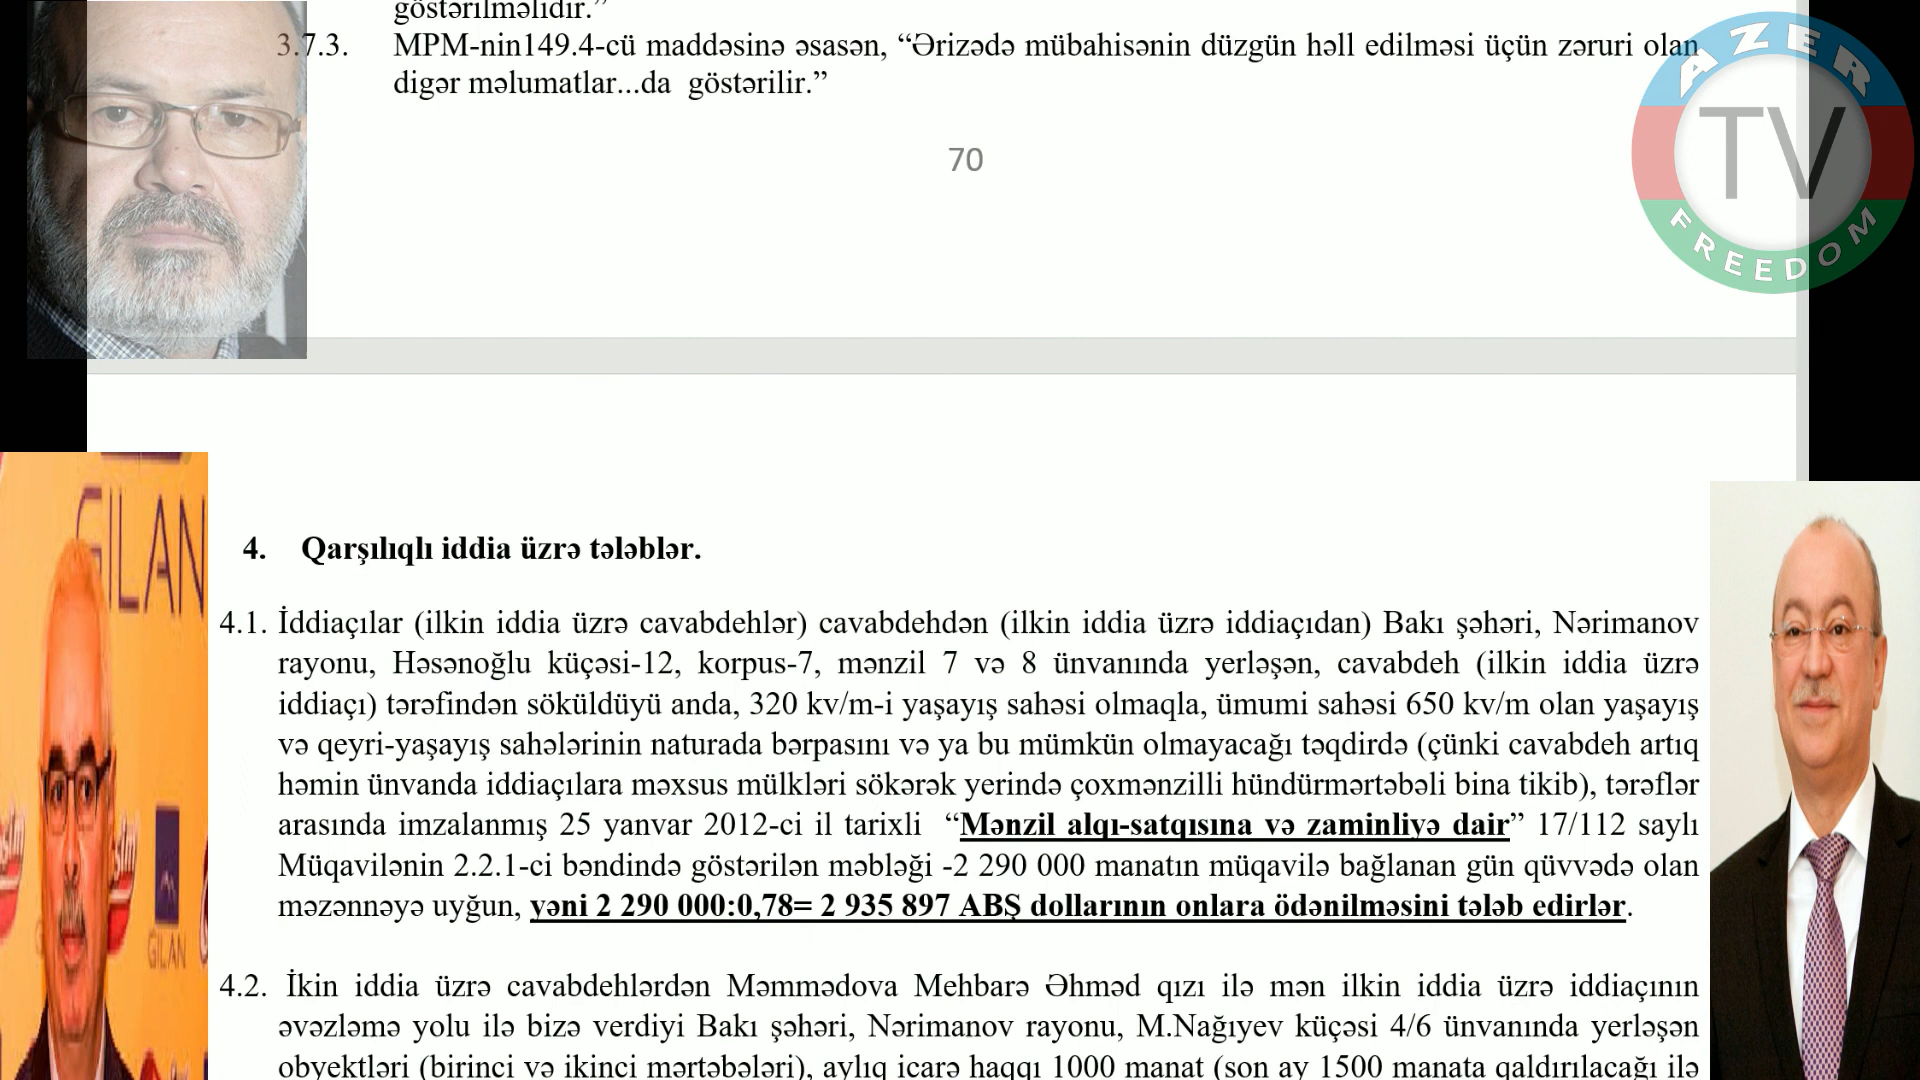 göstərilməlidir.”
3.7.3. MPM-nin149.4-cü maddəsinə əsasən, “Ərizədə mübahisənin düzgün həll edilməsi üçün zəruri olan
digər məlumatlar...da göstərilir.”
AZER
TV
FREEDOM
70
GILAN
4. Qarşılıqlı iddia üzrə tələblər.
4.1. İddiaçılar (ilkin iddia üzrə cavabdehlər) cavabdehdən (ilkin iddia üzrə iddiaçıdan) Bakı şəhəri, Nərimanov
rayonu, Həsənoğlu küçəsi-12, korpus-7, mənzil 7 və 8 ünvanında yerləşən, cavabdeh (ilkin iddia üzrə
iddiaçı) tərəfindən söküldüyü anda, 320 kv/m-i yaşayış sahəsi olmaqla, ümumi sahəsi 650 kv/m olan yaşayış
və qeyri-yaşayış sahələrinin naturada bərpasını və ya bu mümkün olmayacağı təqdirdə (çünki cavabdeh artıq
həmin ünvanda iddiaçılara məxsus mülkləri sökərək yerində çoxmənzilli hündürmərtəbəli bina tikib), tərəflər
arasında imzalanmış 25 yanvar 2012-ci il tarixli “Mənzil alqı-satqısına və zaminliyə dair” 17/112 saylı
Müqavilənin 2.2.1-ci bəndində göstərilən məbləği -2 290 000 manatın müqavilə bağlanan gün qüvvədə olan
məzənnəyə uyğun, yəni 2 290 000:0,78= 2 935 897 ABŞ dollarının onlara ödənilməsini tələb edirlər.
GILAN
4.2. İkin iddia üzrə cavabdehlərdən Məmmədova Mehbarə Əhməd qızı ilə mən ilkin iddia üzrə iddiaçının
əvəzləmə yolu ilə bizə verdiyi Bakı şəhəri, Nərimanov rayonu, M.Nağıyev küçəsi 4/6 ünvanında yerləşən
obyektləri (birinci və ikinci mərtəbələri), aylıq icarə haqqı 1000 manat (son ay 1500 manata qaldırılacağı ilə